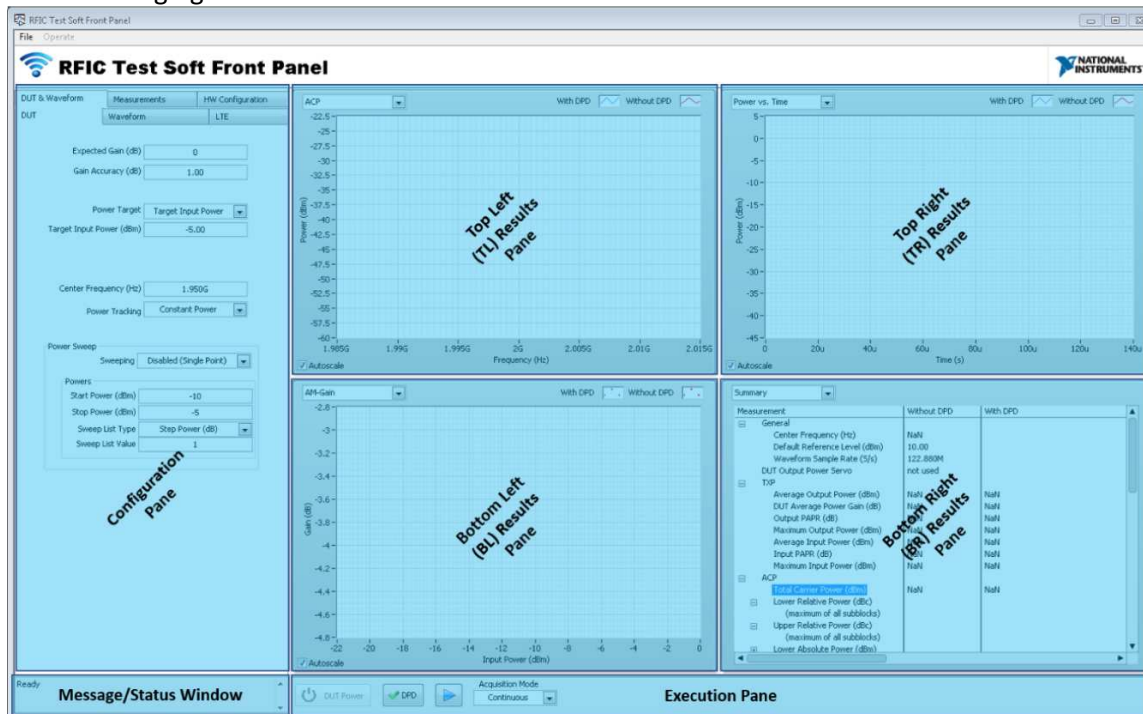 RFIC Test Soft Front Panel
File Operate
RFIC Test Soft Front Panel
NATIONAL INSTRUMENTS
DUT & Waveform Measurements HW Configuration
DUT Waveform LTE
Expected Gain (dB) 0
Gain Accuracy (dB) 1.00
Power Target Target Input Power
Target Input Power (dBm) -5.00
Center Frequency (Hz) 1.950G
Power Tracking Constant Power
Power Sweep
Sweeping Disabled (Single Point)
Powers
Start Power (dBm) -10
Stop Power (dBm) -5
Sweep List Type Step Power (dB)
Sweep List Value 1
Configuration
Pane
ACP With DPD Without DPD
-22.5
-25
-27.5
-30
-32.5
-35
-37.5
-40
-42.5
-45
-47.5
-50
-52.5
-55
-57.5
-60
Power (dBm)
1.985G 1.99G 1.995G 2G 2.005G 2.01G 2.015G
Frequency (Hz)
Autoscale
Top Left
(TL) Results
Pane
Power vs. Time With DPD Without DPD
5
0
-5
-10
-15
-20
-25
-30
-35
-40
-45
Power (dBm)
0 20u 40u 60u 80u 100u 120u 140u
Time (s)
Autoscale
Top Right
(TR) Results
Pane
AM-Gain With DPD Without DPD
-2.8
-3
-3.2
-3.4
-3.6
-3.8
-4
-4.2
-4.4
-4.6
-4.8
Gain (dB)
-22 -20 -18 -16 -14 -12 -10 -8 -6 -4 -2 0
Input Power (dBm)
Autoscale
Bottom Left
(BL) Results
Pane
Summary
Measurement Without DPD With DPD
General
Center Frequency (Hz) NaN
Default Reference Level (dBm) 10.00
Waveform Sample Rate (S/s) 122.880M
DUT Output Power Servo not used
TXP
Average Output Power (dBm) NaN NaN
DUT Average Power Gain (dB) NaN NaN
Output PAPR (dB) NaN NaN
Maximum Output Power (dBm) NaN NaN
Average Input Power (dBm) NaN NaN
Input PAPR (dB) NaN NaN
Maximum Input Power (dBm) NaN NaN
ACP
Total Carrier Power (dBm) NaN NaN
Lower Relative Power (dBc)
(maximum of all subblocks)
Upper Relative Power (dBc)
(maximum of all subblocks)
Lower Absolute Power (dBm)
Bottom Right
(BR) Results
Pane
Ready
Message/Status Window
DUT Power DPD
Acquisition Mode
Continuous
Execution Pane